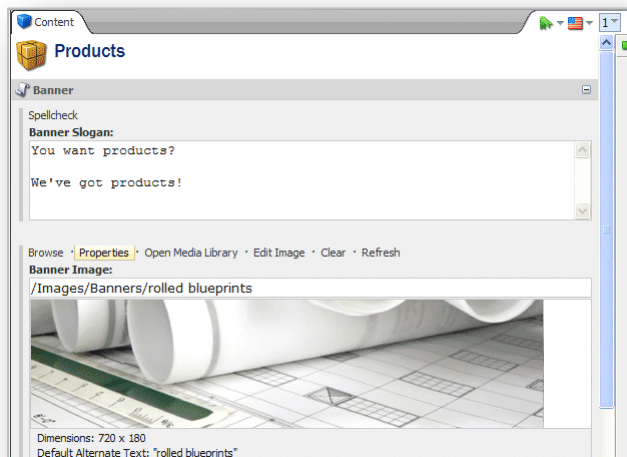 Content
1
Products
Banner
Spellcheck
Banner Slogan:
You want products?
We've got products!
Browse · Properties · Open Media Library · Edit Image · Clear · Refresh
Banner Image:
/Images/Banners/rolled blueprints
Dimensions: 720 x 180
Default Alternate Text: "rolled blueprints"